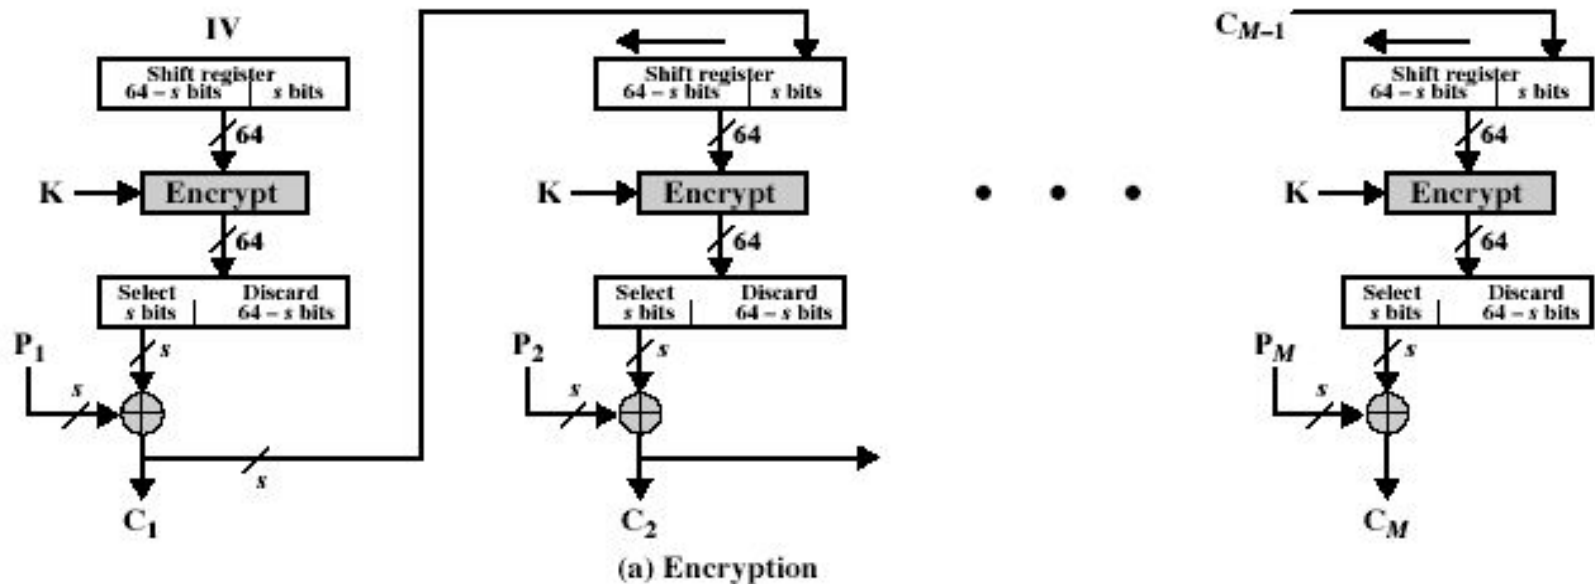 IV
Shift register
64 – s bits | s bits
64
K
Encrypt
64
Select Discard
s bits | 64 – s bits
P1
s
s
s
C1
Shift register
64 – s bits | s bits
64
K
Encrypt
64
Select Discard
s bits | 64 – s bits
P2
s
s
C2
• • •
CM–1
Shift register
64 – s bits | s bits
64
K
Encrypt
64
Select Discard
s bits | 64 – s bits
PM
s
s
CM
(a) Encryption